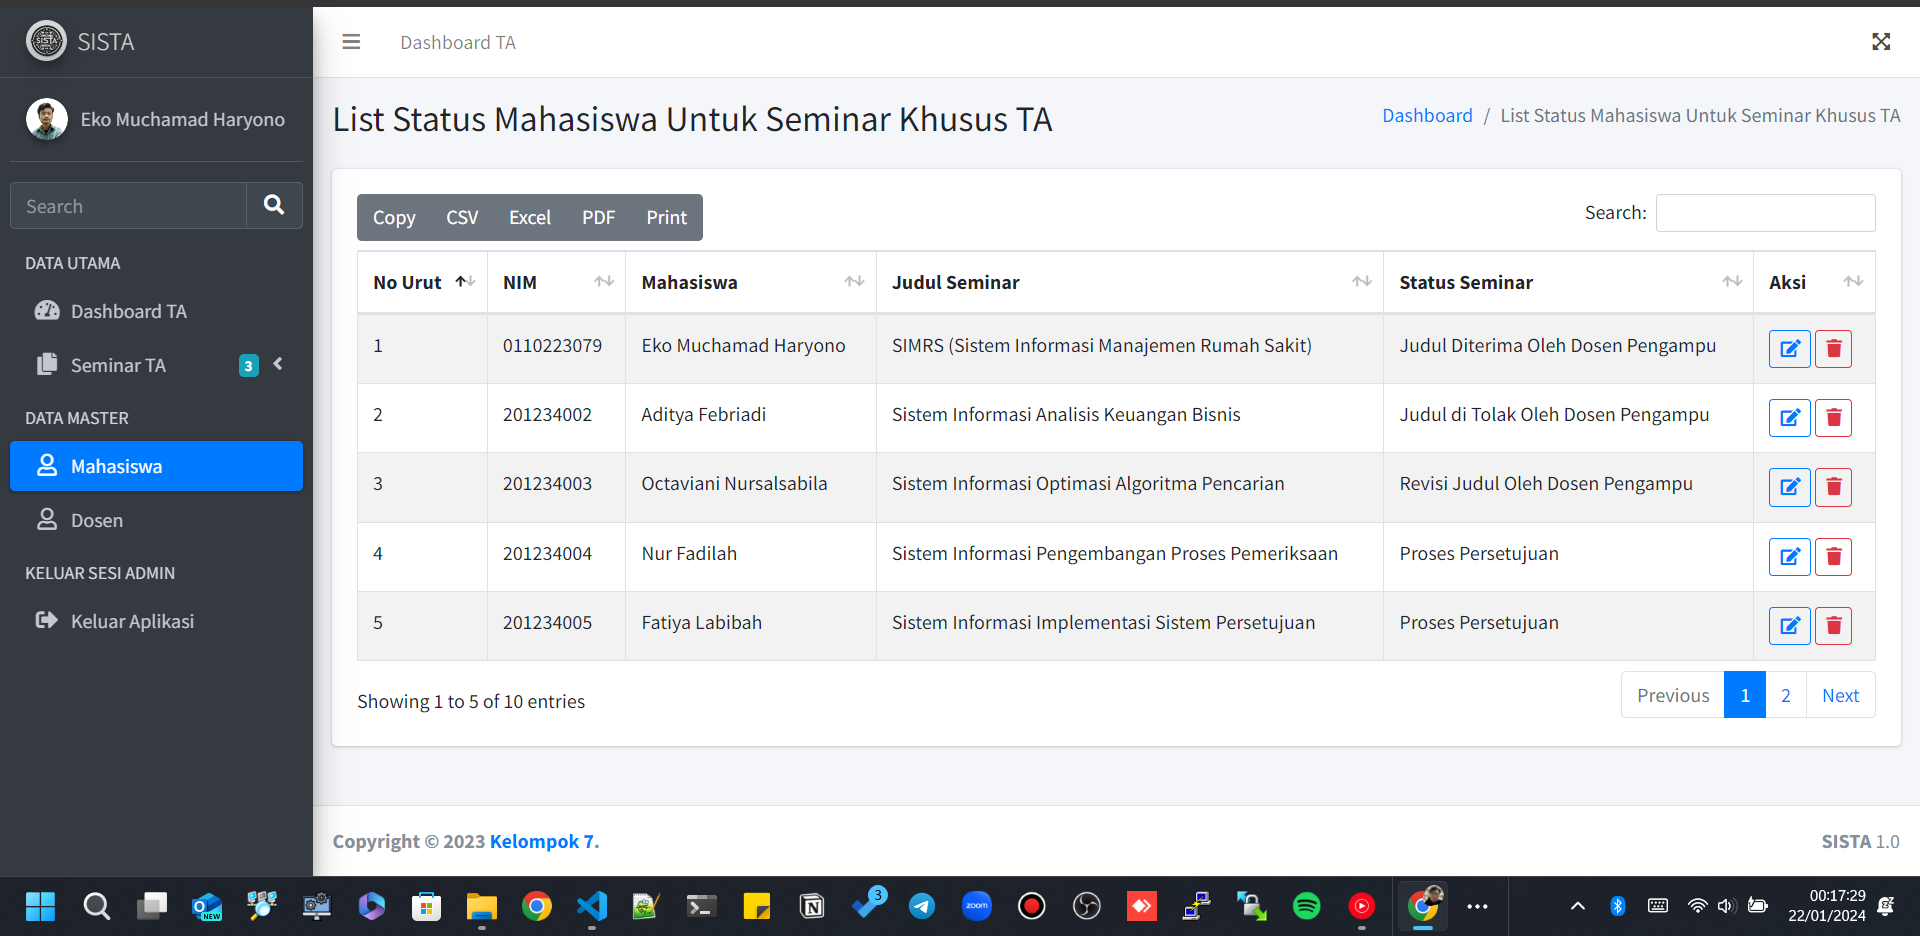 SISTA
Dashboard TA
Eko Muchamad Haryono
List Status Mahasiswa Untuk Seminar Khusus TA
Dashboard / List Status Mahasiswa Untuk Seminar Khusus TA
Search
DATA UTAMA
Dashboard TA
Seminar TA 3
DATA MASTER
Mahasiswa
Dosen
KELUAR SESI ADMIN
Keluar Aplikasi
Copy CSV Excel PDF Print
Search:
No Urut NIM Mahasiswa Judul Seminar Status Seminar Aksi
1 0110223079 Eko Muchamad Haryono SIMRS (Sistem Informasi Manajemen Rumah Sakit) Judul Diterima Oleh Dosen Pengampu
2 201234002 Aditya Febriadi Sistem Informasi Analisis Keuangan Bisnis Judul di Tolak Oleh Dosen Pengampu
3 201234003 Octaviani Nursalsabila Sistem Informasi Optimasi Algoritma Pencarian Revisi Judul Oleh Dosen Pengampu
4 201234004 Nur Fadilah Sistem Informasi Pengembangan Proses Pemeriksaan Proses Persetujuan
5 201234005 Fatiya Labibah Sistem Informasi Implementasi Sistem Persetujuan Proses Persetujuan
Showing 1 to 5 of 10 entries
Previous 1 2 Next
Copyright © 2023 Kelompok 7.
SISTA 1.0
NEW
3
zoom
00:17:29
22/01/2024